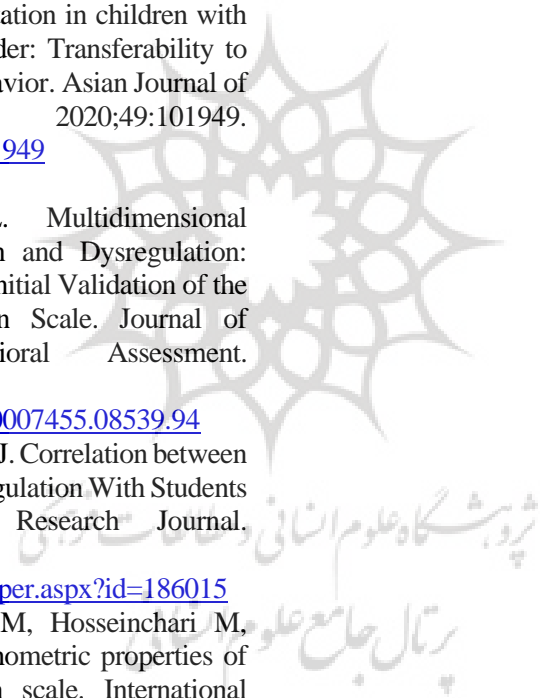 ation in children with
der: Transferability to
avior. Asian Journal of
2020;49:101949.
949
L. Multidimensional
n and Dysregulation:
nitial Validation of the
n Scale. Journal of
ioral Assessment.
0007455.08539.94
J. Correlation between
gulation With Students
Research Journal.
پژوهشگاه علوم انسانی و مطالعات فرهنگی
per.aspx?id=186015
M, Hosseinchari M,
hometric properties of
پرتال جامع علوم انسانی
n scale. International